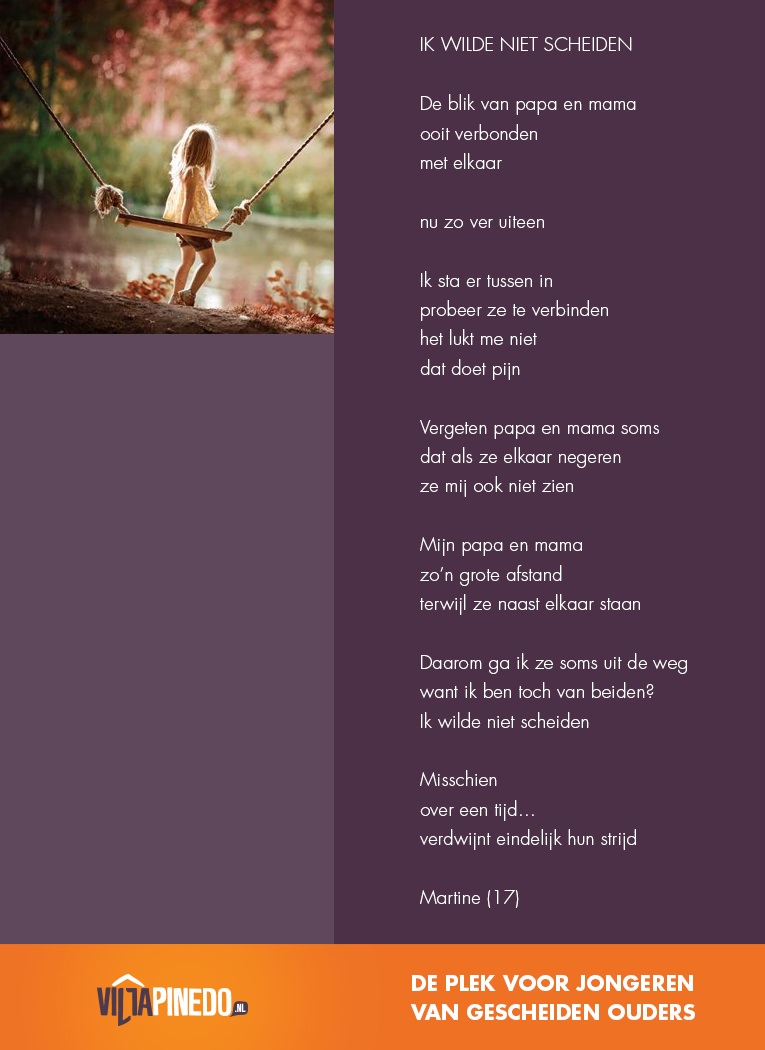 IK WILDE NIET SCHEIDEN
De blik van papa en mama
ooit verbonden
met elkaar
nu zo ver uiteen
Ik sta er tussen in
probeer ze te verbinden
het lukt me niet
dat doet pijn
Vergeten papa en mama soms
dat als ze elkaar negeren
ze mij ook niet zien
Mijn papa en mama
zo'n grote afstand
terwijl ze naast elkaar staan
Daarom ga ik ze soms uit de weg
want ik ben toch van beiden?
Ik wilde niet scheiden
Misschien
over een tijd...
verdwijnt eindelijk hun strijd
Martine (17)
VILLAPINEDO.NL
DE PLEK VOOR JONGEREN
VAN GESCHEIDEN OUDERS